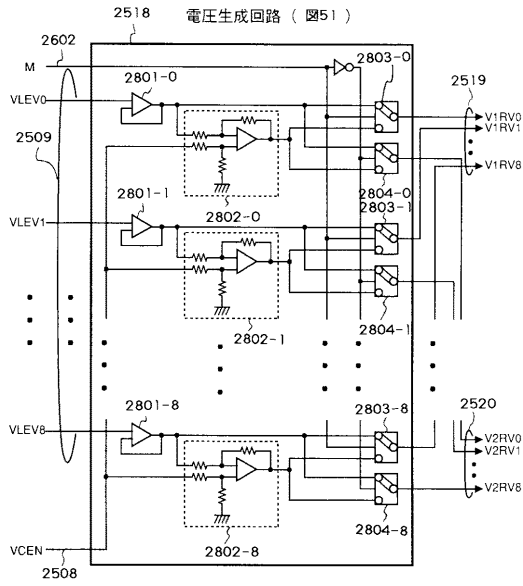 電圧生成回路（図51）
2518
2602
M
2801-0
2803-0
2519
VLEV0
V1RV0
V1RV1
2509
V1RV8
2802-0
2804-0
2801-1
2803-1
VLEV1
2802-1
2804-1
2801-8
2803-8
2520
VLEV8
V2RV0
V2RV1
V2RV8
2802-8
2804-8
VCEN
2508